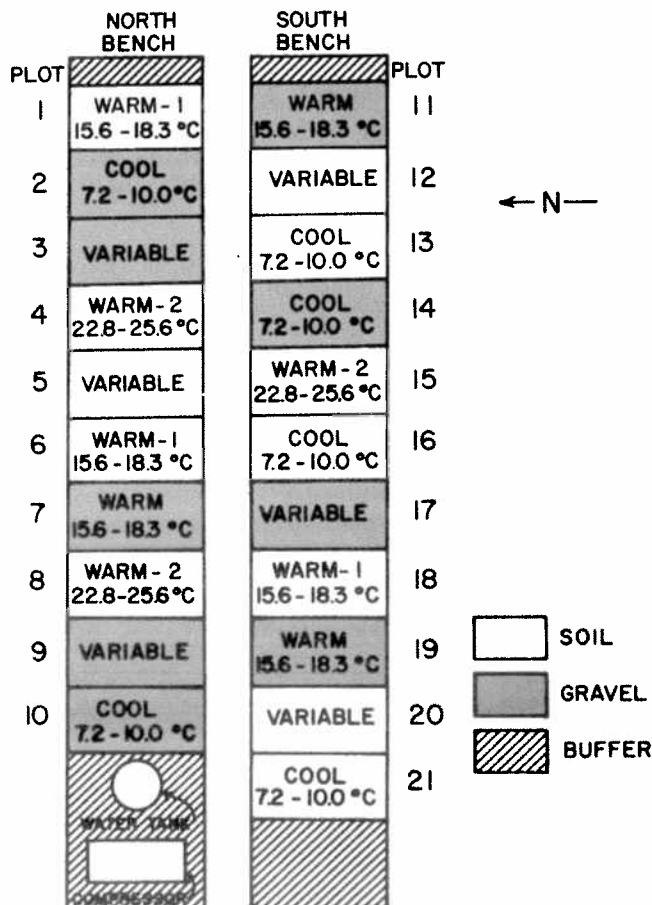 NORTH
BENCH
PLOT
1
WARM-1
15.6-18.3 °C
2
COOL
7.2-10.0°C
3
VARIABLE
4
WARM-2
22.8-25.6°C
5
VARIABLE
6
WARM-1
15.6-18.3 °C
7
WARM
15.6-18.3 °C
8
WARM-2
22.8-25.6°C
9
VARIABLE
10
COOL
7.2-10.0 °C
WATER TANK
COMPRESSOR
SOUTH
BENCH
PLOT
WARM
15.6-18.3 °C
11
VARIABLE
12
COOL
7.2-10.0 °C
13
COOL
7.2-10.0 °C
14
WARM-2
22.8-25.6°C
15
COOL
7.2-10.0 °C
16
VARIABLE
17
WARM-1
15.6-18.3 °C
18
WARM
15.6-18.3 °C
19
VARIABLE
20
COOL
7.2-10.0 °C
21
N
SOIL
GRAVEL
BUFFER